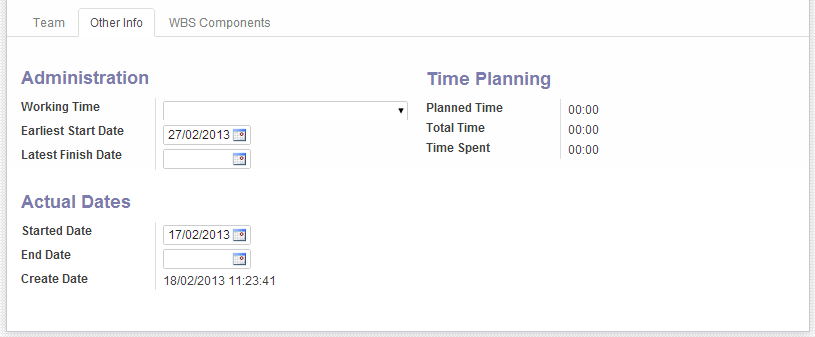 Team Other Info WBS Components
Administration
Working Time
Earliest Start Date 27/02/2013
Latest Finish Date
Time Planning
Planned Time 00:00
Total Time 00:00
Time Spent 00:00
Actual Dates
Started Date 17/02/2013
End Date
Create Date 18/02/2013 11:23:41